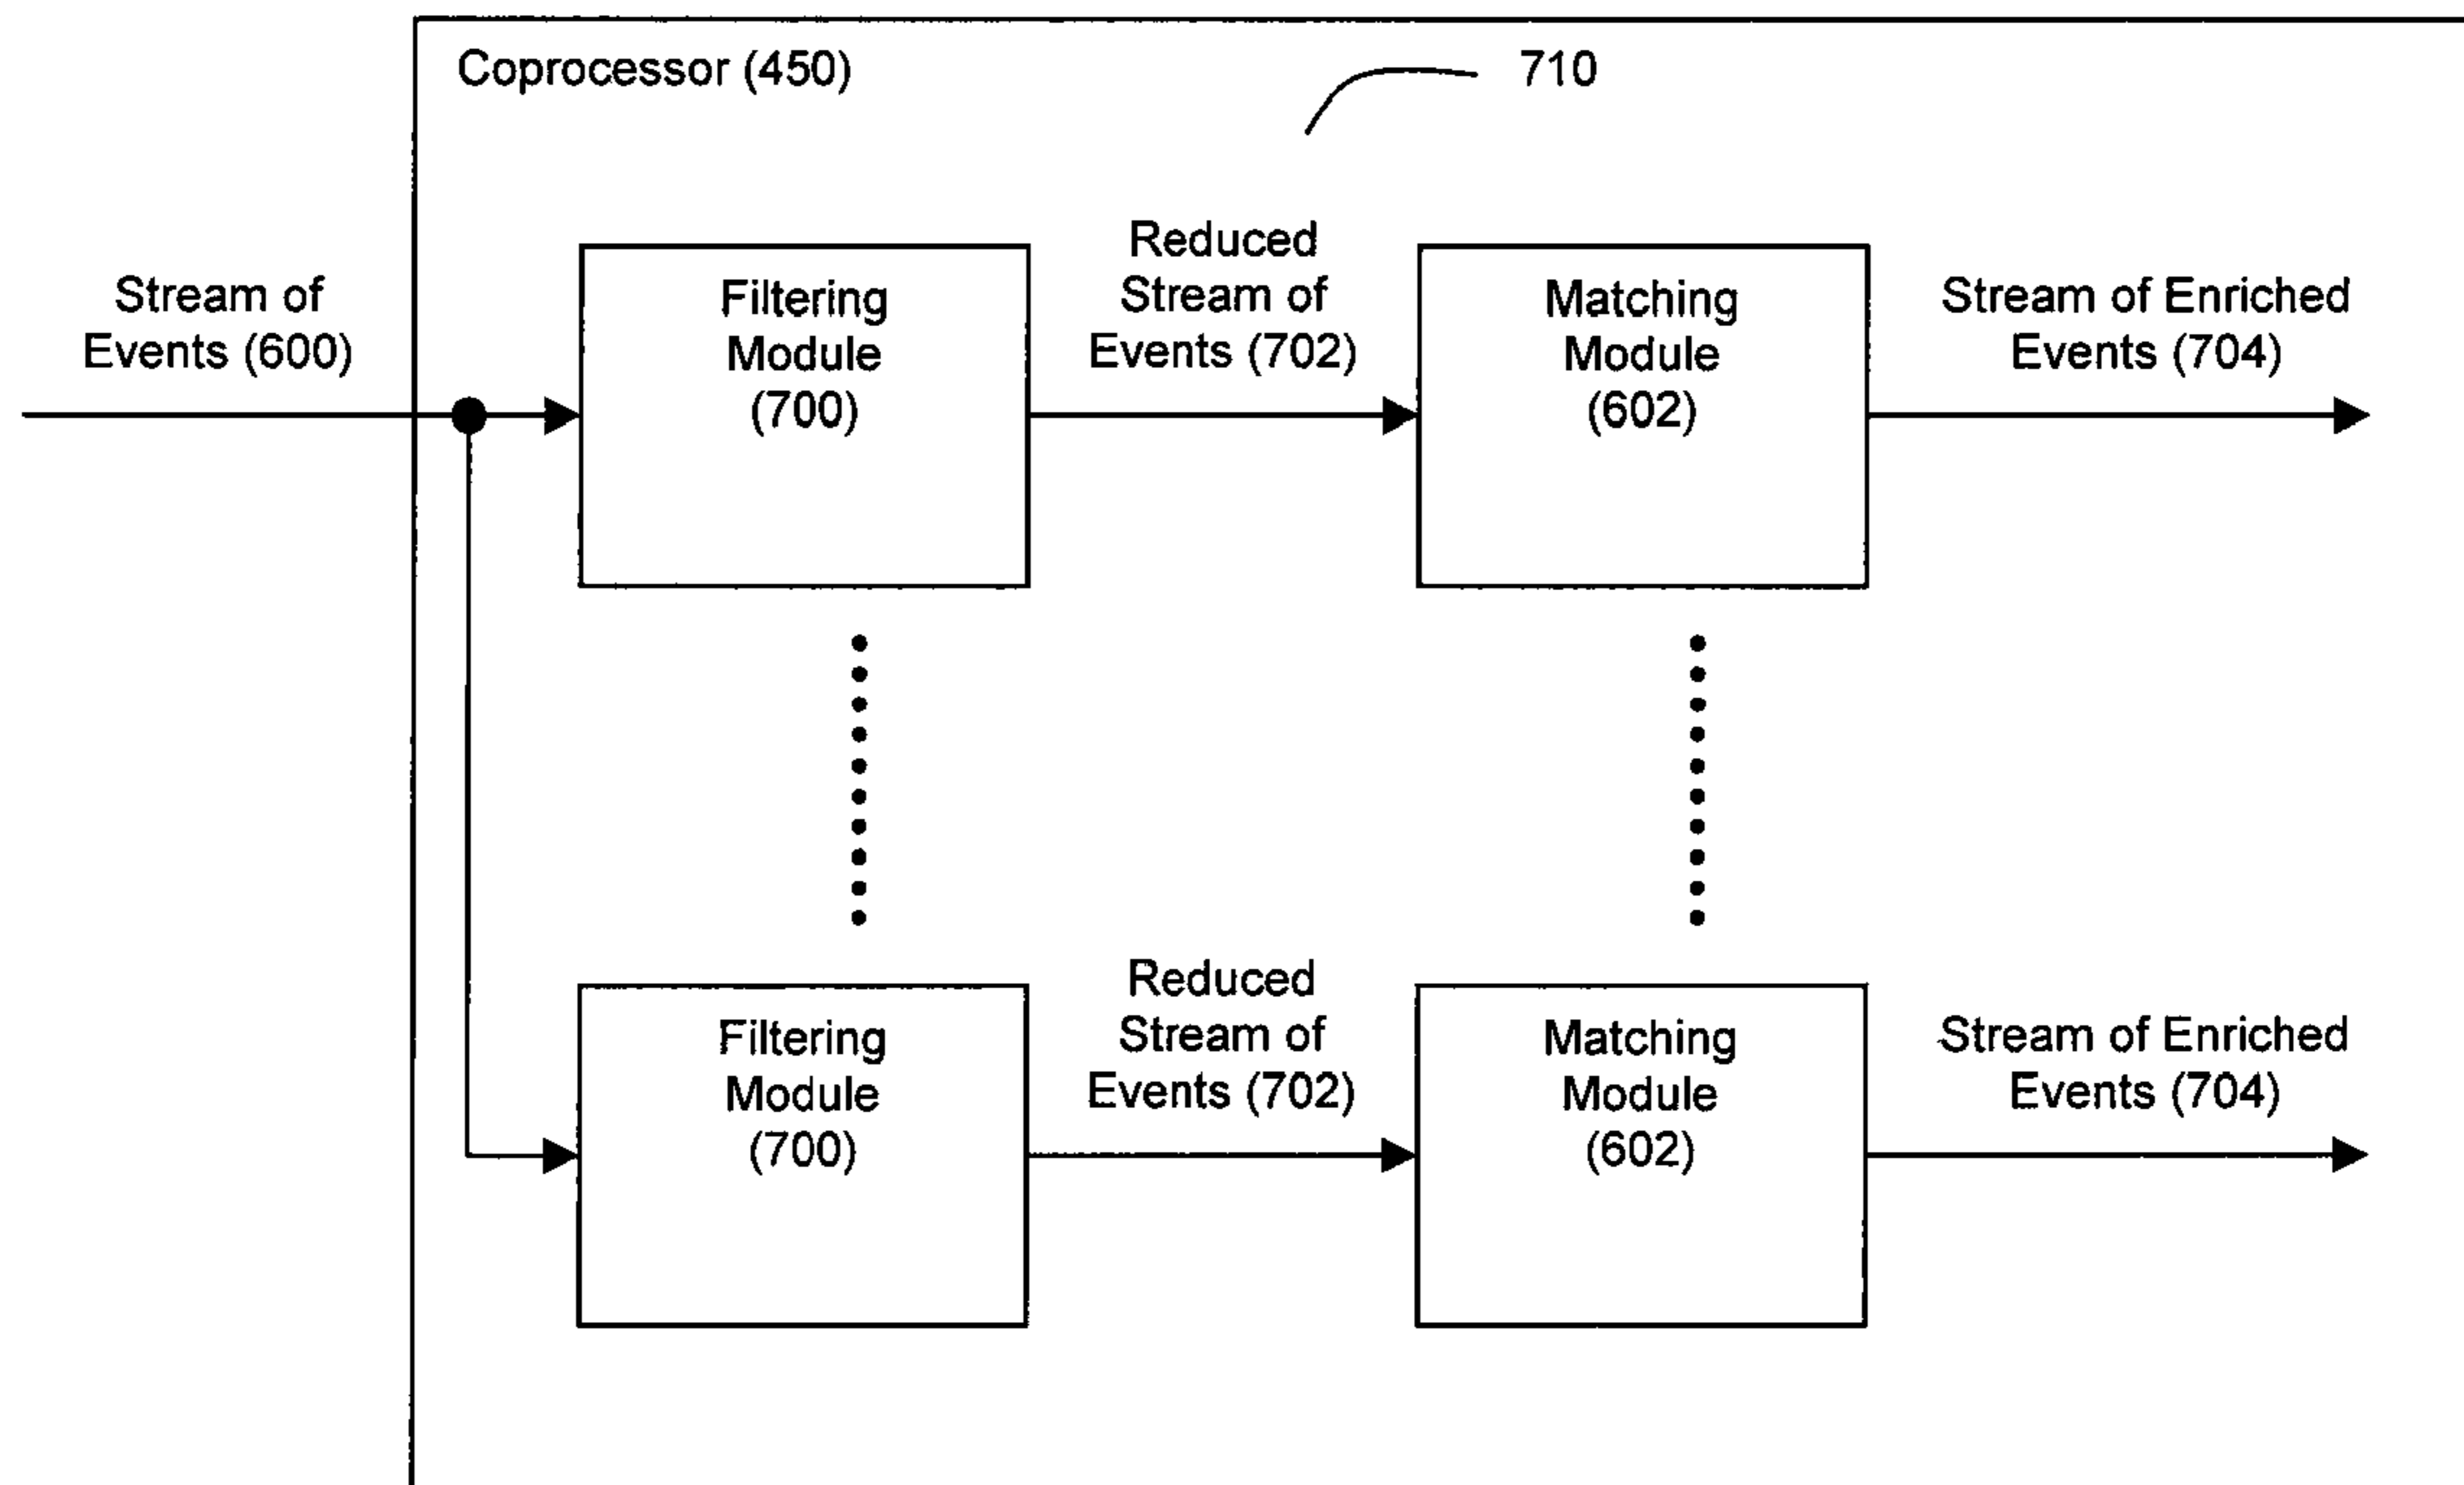 Coprocessor (450)
710
Stream of
Events (600)
Filtering
Module
(700)
Reduced
Stream of
Events (702)
Matching
Module
(602)
Stream of Enriched
Events (704)
Filtering
Module
(700)
Reduced
Stream of
Events (702)
Matching
Module
(602)
Stream of Enriched
Events (704)